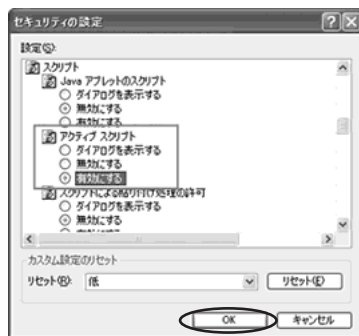 セキュリティの設定
設定(S):
スクリプト
Java アプレットのスクリプト
ダイアログを表示する
無効にする
有効にする
アクティブ スクリプト
ダイアログを表示する
無効にする
有効にする
スクリプトによる貼り付け処理の許可
ダイアログを表示する
無効にする
カスタム設定のリセット
リセット(R): 低 リセット(E)
OK キャンセル